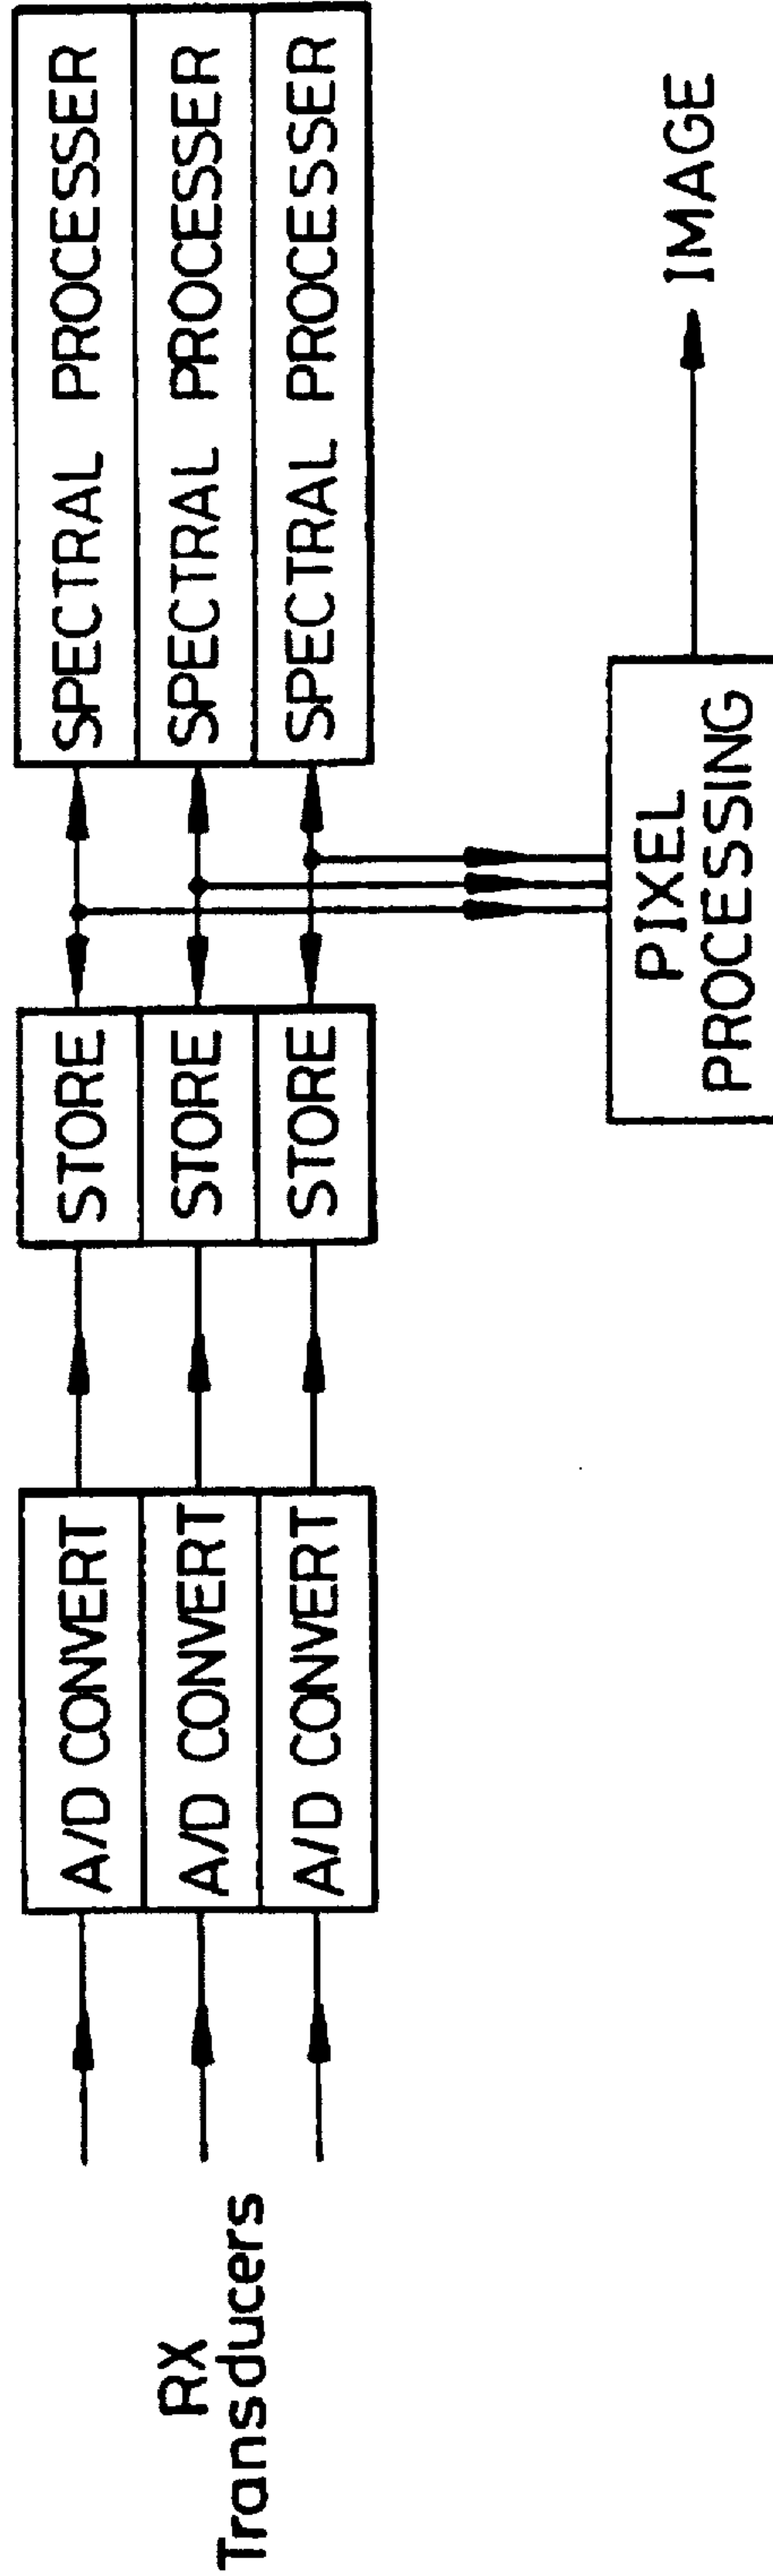 RX
Transducers
A/D CONVERT
A/D CONVERT
A/D CONVERT
STORE
STORE
STORE
SPECTRAL PROCESSER
SPECTRAL PROCESSER
SPECTRAL PROCESSER
PIXEL
PROCESSING
IMAGE